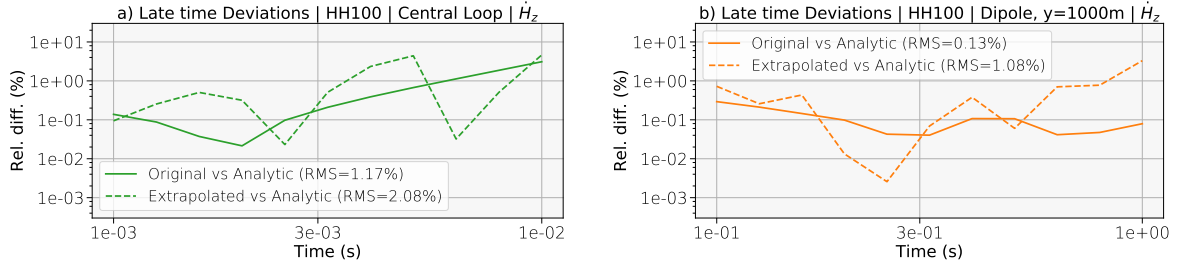 a) Late time Deviations | HH100 | Central Loop | Ḣz
Rel. diff. (%)
1e+01
1e+00
1e-01
1e-02
1e-03
Original vs Analytic (RMS=1.17%)
Extrapolated vs Analytic (RMS=2.08%)
1e-03
3e-03
1e-02
Time (s)
b) Late time Deviations | HH100 | Dipole, y=1000m | Ḣz
Rel. diff. (%)
1e+01
1e+00
1e-01
1e-02
1e-03
Original vs Analytic (RMS=0.13%)
Extrapolated vs Analytic (RMS=1.08%)
1e-01
3e-01
1e+00
Time (s)